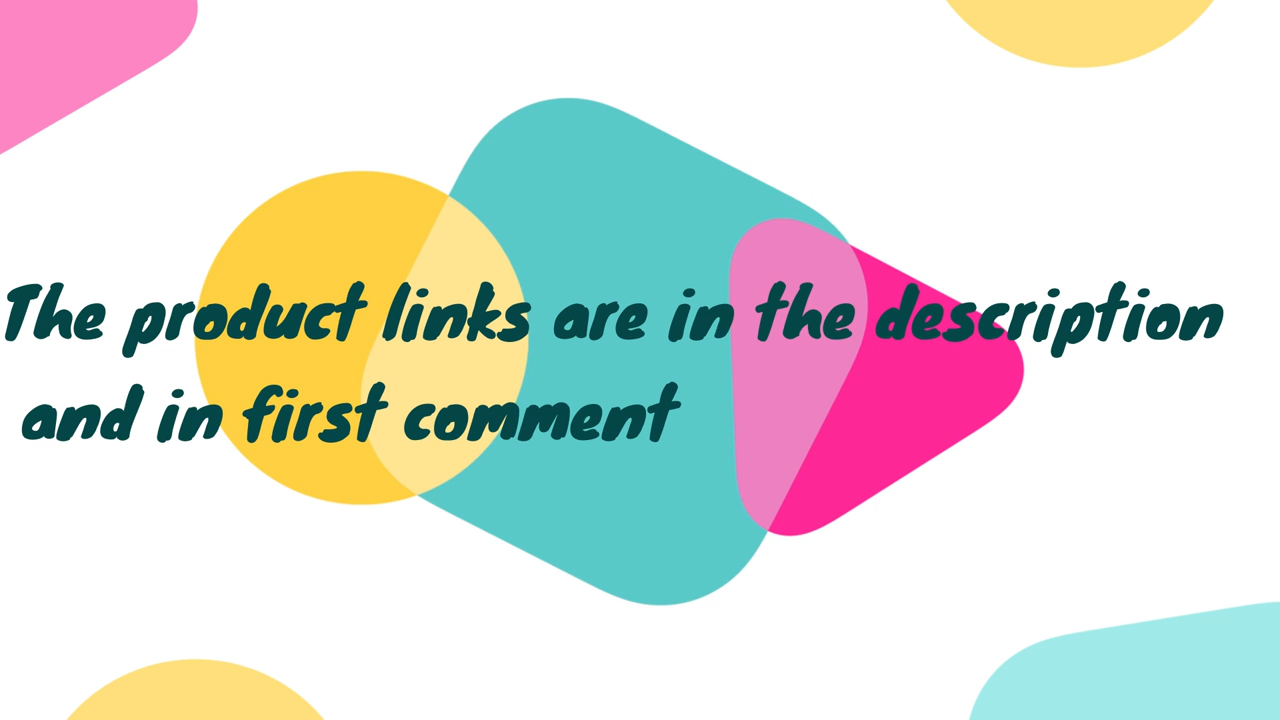 The product links are in the description
and in first comment